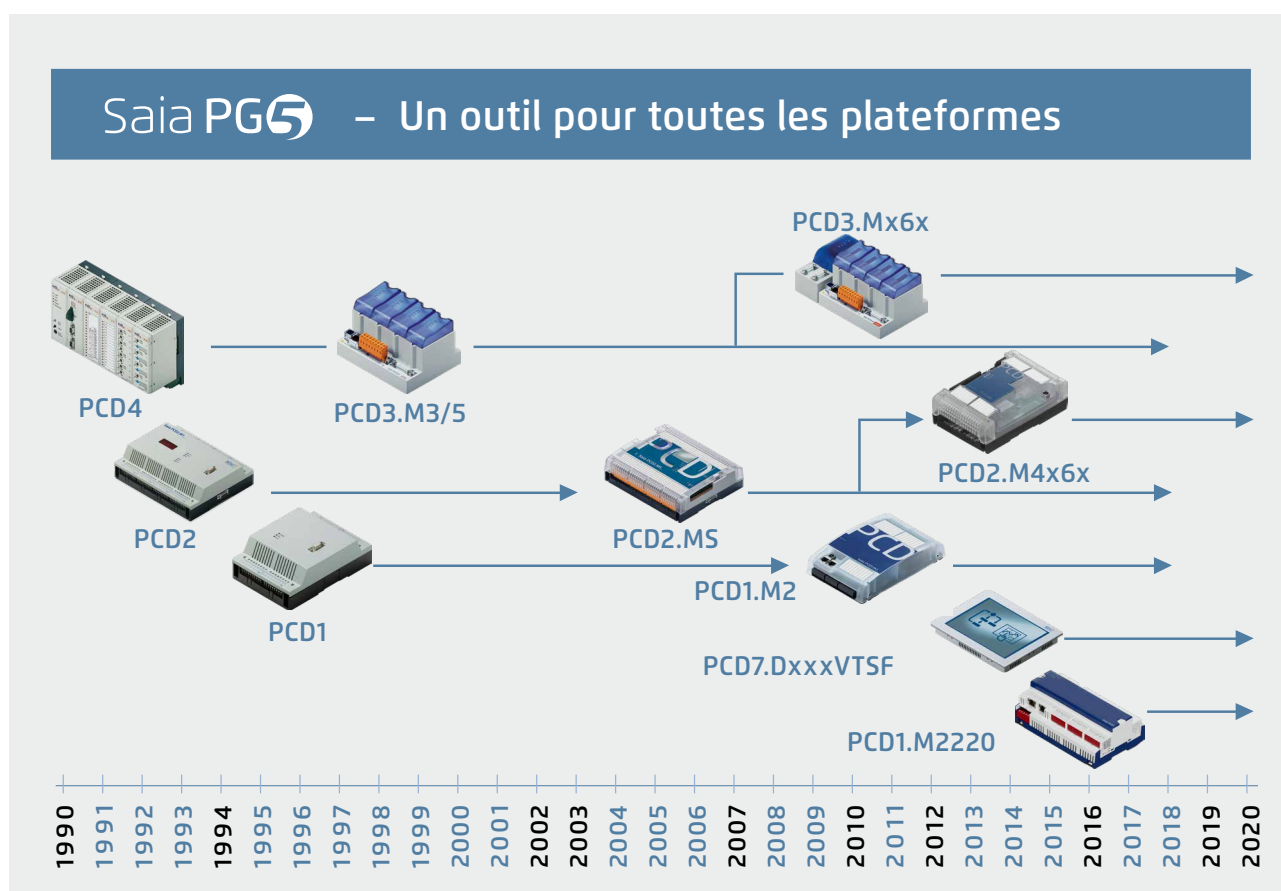 Saia PG5 – Un outil pour toutes les plateformes
PCD3.Mx6x
PCD4
PCD3.M3/5
PCD2.M4x6x
PCD2
PCD2.MS
PCD1.M2
PCD1
PCD7.DxxxVTSF
PCD1.M2220
PCD
PCD
PCD
1990
1991
1992
1993
1994
1995
1996
1997
1998
1999
2000
2001
2002
2003
2004
2005
2006
2007
2008
2009
2010
2011
2012
2013
2014
2015
2016
2017
2018
2019
2020